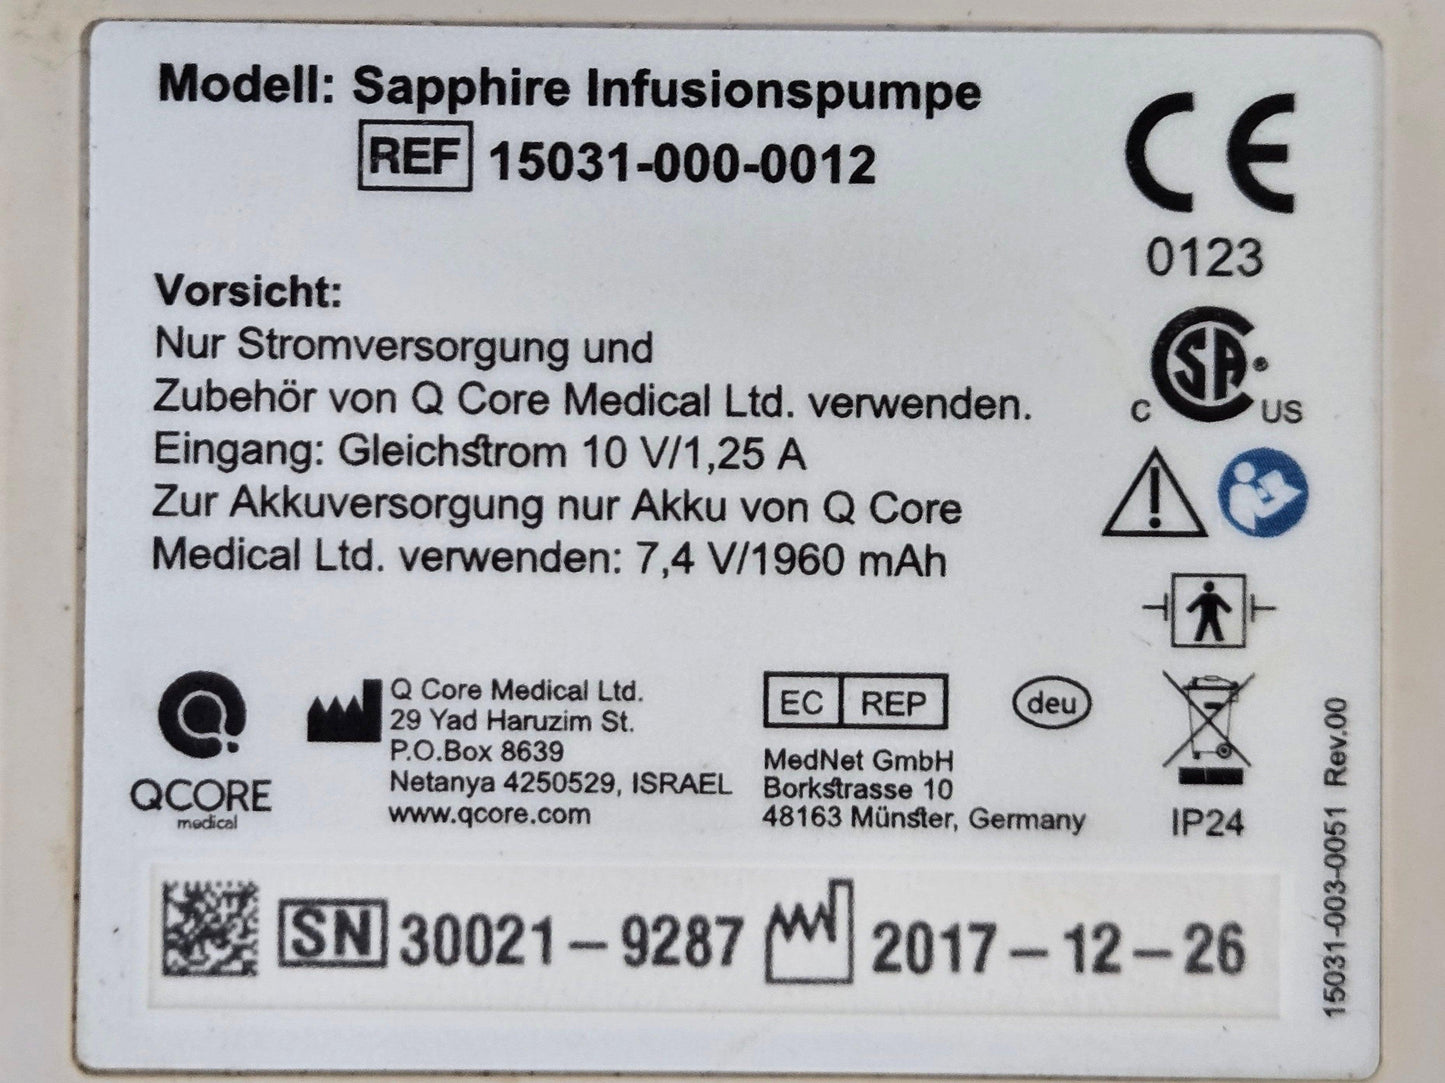 Modell: Sapphire Infusionspumpe
REF 15031-000-0012
CE
0123
Vorsicht:
Nur Stromversorgung und
Zubehör von Q Core Medical Ltd. verwenden.
Eingang: Gleichstrom 10 V/1,25 A
Zur Akkuversorgung nur Akku von Q Core
Medical Ltd. verwenden: 7,4 V/1960 mAh
C SA® US
QCORE
medical
Q Core Medical Ltd.
29 Yad Haruzim St.
P.O.Box 8639
Netanya 4250529, ISRAEL
www.qcore.com
EC REP
MedNet GmbH
Borkstrasse 10
48163 Münster, Germany
deu
IP24
SN 30021-9287 2017-12-26
15031-003-0051 Rev.00